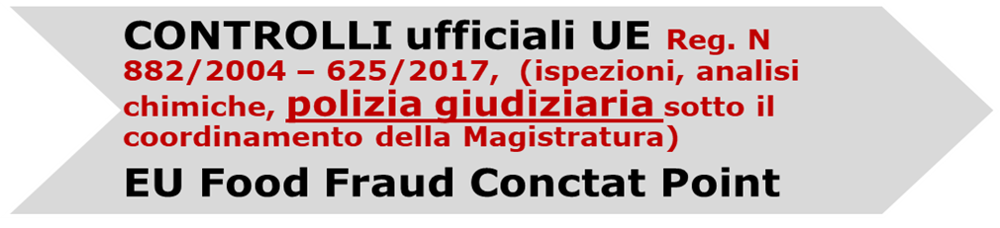 CONTROLLI ufficiali UE Reg. N
882/2004 – 625/2017, (ispezioni, analisi
chimiche, polizia giudiziaria sotto il
coordinamento della Magistratura)
EU Food Fraud Conctat Point